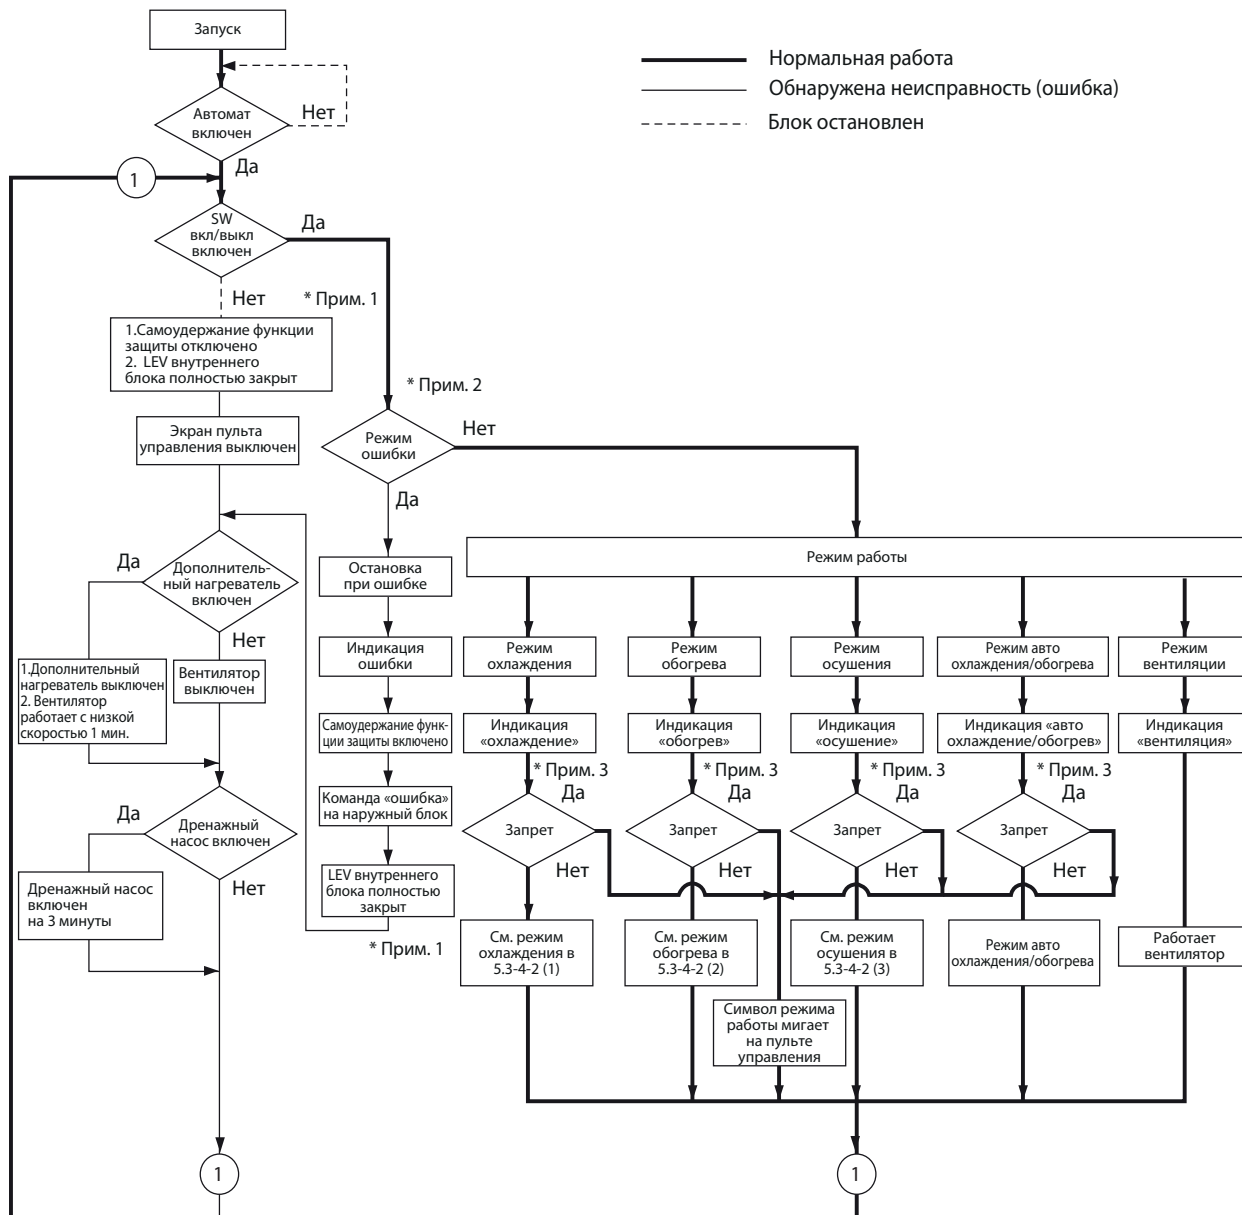 Запуск
Нормальная работа
Обнаружена неисправность (ошибка)
Блок остановлен
Автомат
включен
Нет
Да
1
SW
вкл/выкл
включен
Да
Нет
* Прим. 1
1.Самоудержание функции
защиты отключено
2. LEV внутреннего
блока полностью закрыт
* Прим. 2
Экран пульта
управления выключен
Режим
ошибки
Нет
Да
Режим работы
Да
Дополнитель-
ный нагреватель
включен
Нет
Остановка
при ошибке
1.Дополнительный
нагреватель выключен
2. Вентилятор
работает с низкой
скоростью 1 мин.
Вентилятор
выключен
Индикация
ошибки
Режим
охлаждения
Режим
обогрева
Режим
осушения
Режим авто
охлаждения/обогрева
Режим
вентиляции
Самоудержание функ-
ции защиты включено
Индикация
«охлаждение»
Индикация
«обогрев»
Индикация
«осушение»
Индикация «авто
охлаждение/обогрев»
Индикация
«вентиляция»
* Прим. 3
* Прим. 3
* Прим. 3
* Прим. 3
Да
Да
Да
Да
Команда «ошибка»
на наружный блок
Да
Дренажный
насос включен
Нет
Запрет
Запрет
Запрет
Запрет
Нет
Нет
Нет
Нет
Дренажный насос
включен
на 3 минуты
LEV внутреннего
блока полностью
закрыт
* Прим. 1
См. режим
охлаждения в
5.3-4-2 (1)
См. режим
обогрева в
5.3-4-2 (2)
См. режим
осушения в
5.3-4-2 (3)
Режим авто
охлаждения/обогрева
Работает
вентилятор
Символ режима
работы мигает
на пульте
управления
1
1